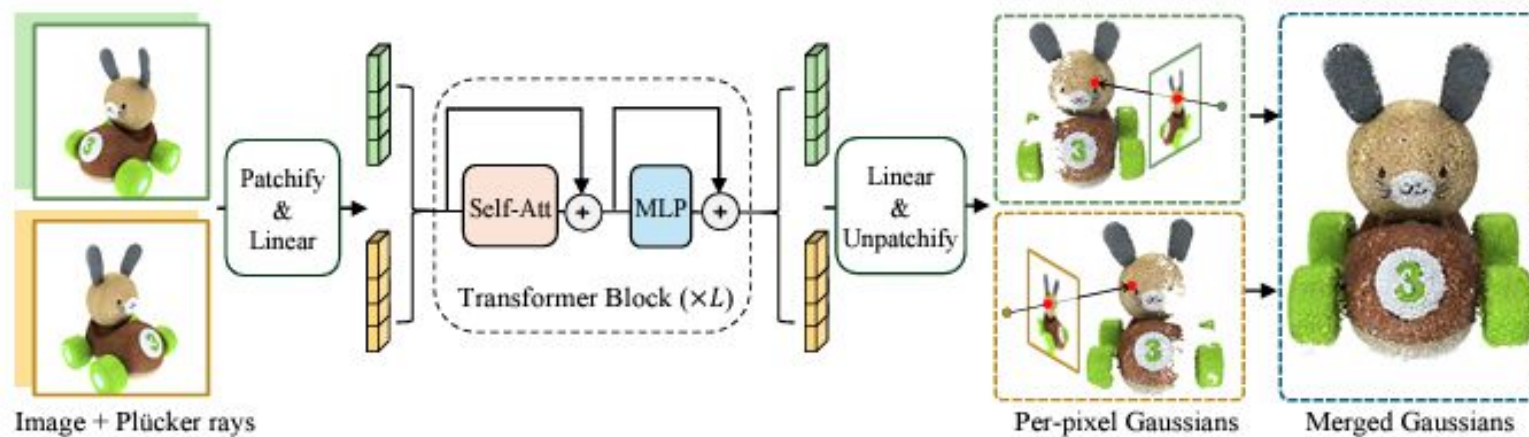 Patchify
&
Linear
Self-Att
+
MLP
+
Transformer Block (×L)
Linear
&
Unpatchify
3
3
3
3
3
Image + Plücker rays
Per-pixel Gaussians
Merged Gaussians